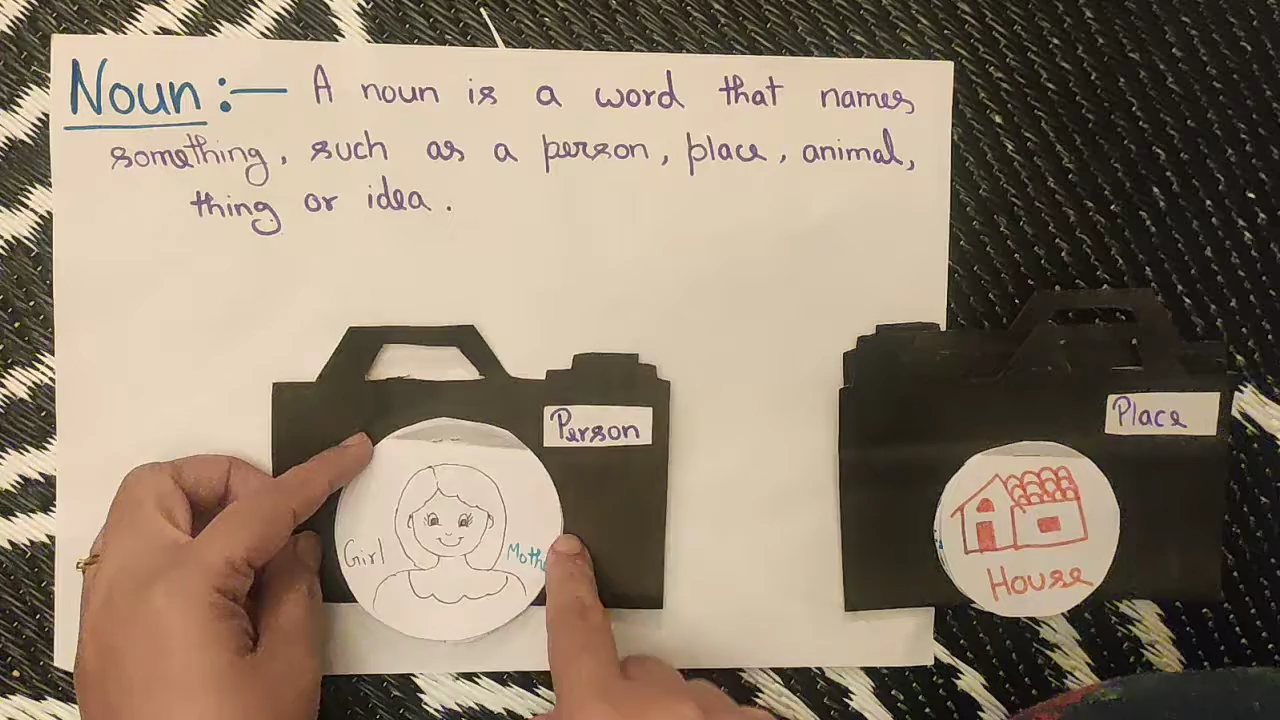 Noun :— A noun is a word that names
something, such as a person, place, animal,
thing or idea.
Person
Girl
Place
House